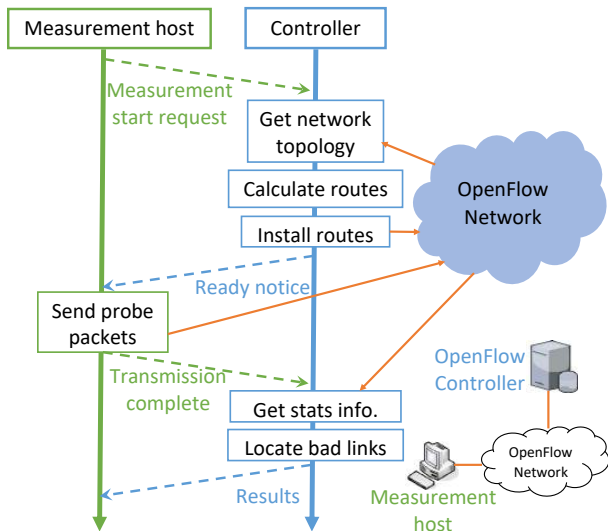 Measurement host
Controller
Measurement
start request
Get network
topology
Calculate routes
OpenFlow
Network
Install routes
Ready notice
Send probe
packets
Transmission
complete
OpenFlow
Controller
Get stats info.
Locate bad links
OpenFlow
Network
Results
Measurement
host